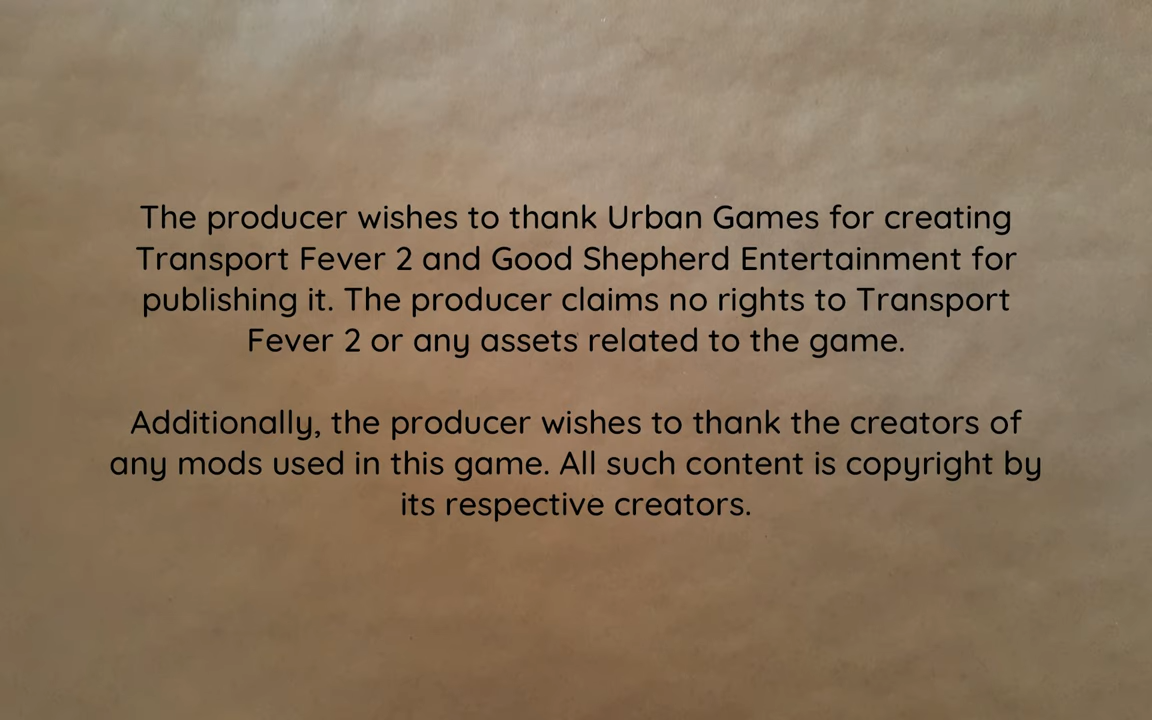 The producer wishes to thank Urban Games for creating
Transport Fever 2 and Good Shepherd Entertainment for
publishing it. The producer claims no rights to Transport
Fever 2 or any assets related to the game.
Additionally, the producer wishes to thank the creators of
any mods used in this game. All such content is copyright by
its respective creators.